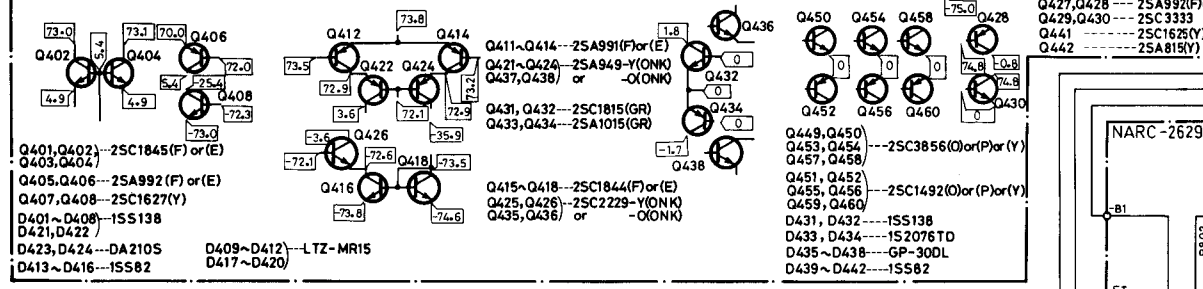 73.0
5.4
73.1
70.0
Q406
Q402
Q404
72.0
5.4
-25.4
Q408
4.9
4.9
-72.3
-73.0
Q401,Q402)---2SC1845(F)or(E)
Q403,Q404
Q405,Q406---2SA992(F)or(E)
Q407,Q408---2SC1627(Y)
D401~D408)---1SS138
D421,D422
D423,D424---DA210S
D413~D416---1SS82
D409~D412)---LTZ-MR15
D417~D420
73.8
Q412
Q414
73.5
Q422
Q424
73.2
72.9
72.9
3.6
72.1
-35.9
-3.6
Q426
-72.1
-72.6
Q418
-73.5
Q416
-73.8
-74.6
Q411~Q414---2SA991(F)or(E)
Q421~Q424---2SA949-Y(ONK)
Q437,Q438) or -O(ONK)
Q431,Q432---2SC1815(GR)
Q433,Q434---2SA1015(GR)
Q415~Q418---2SC1844(F)or(E)
Q425,Q426)---2SC2229-Y(ONK)
Q435,Q436) or -O(ONK)
1.8
Q436
0
Q432
0
Q434
0
-1.7
Q438
Q450
Q454
Q458
0
0
0
Q452
Q456
Q460
-75.0
Q428
74.8
-0.8
74.8
Q430
0
Q449,Q450
Q453,Q454)---2SC3856(O)or(P)or(Y)
Q457,Q458
Q451,Q452
Q455,Q456)---2SC1492(O)or(P)or(Y)
Q459,Q460
D431,D432----1SS138
D433,D434----1S2076TD
D435~D438----GP-30DL
D439~D442----1SS82
Q427,Q428---2SA992(F)
Q429,Q430---2SC3333
Q441 ------2SC1625(Y)
Q442 ------2SA815(Y)
NARC-2629
-B1